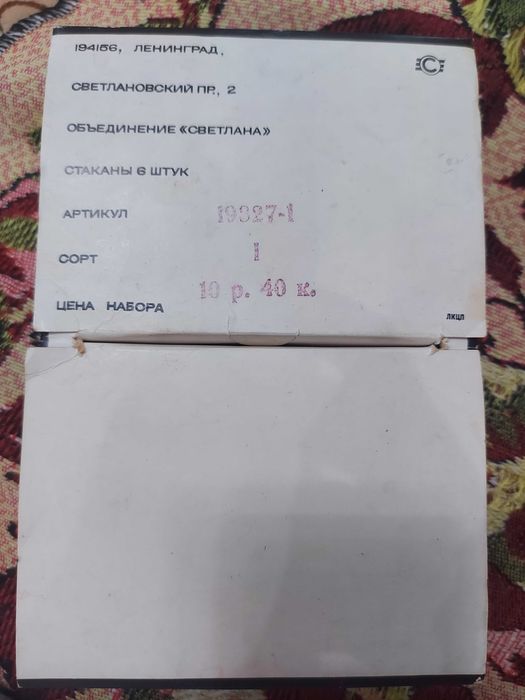 194156, ЛЕНИНГРАД,
СВЕТЛАНОВСКИЙ ПР., 2
ОБЪЕДИНЕНИЕ «СВЕТЛАНА»
СТАКАНЫ 6 ШТУК
АРТИКУЛ 19327-1
СОРТ 1
ЦЕНА НАБОРА 10 р. 40 к.
ЛКЦП